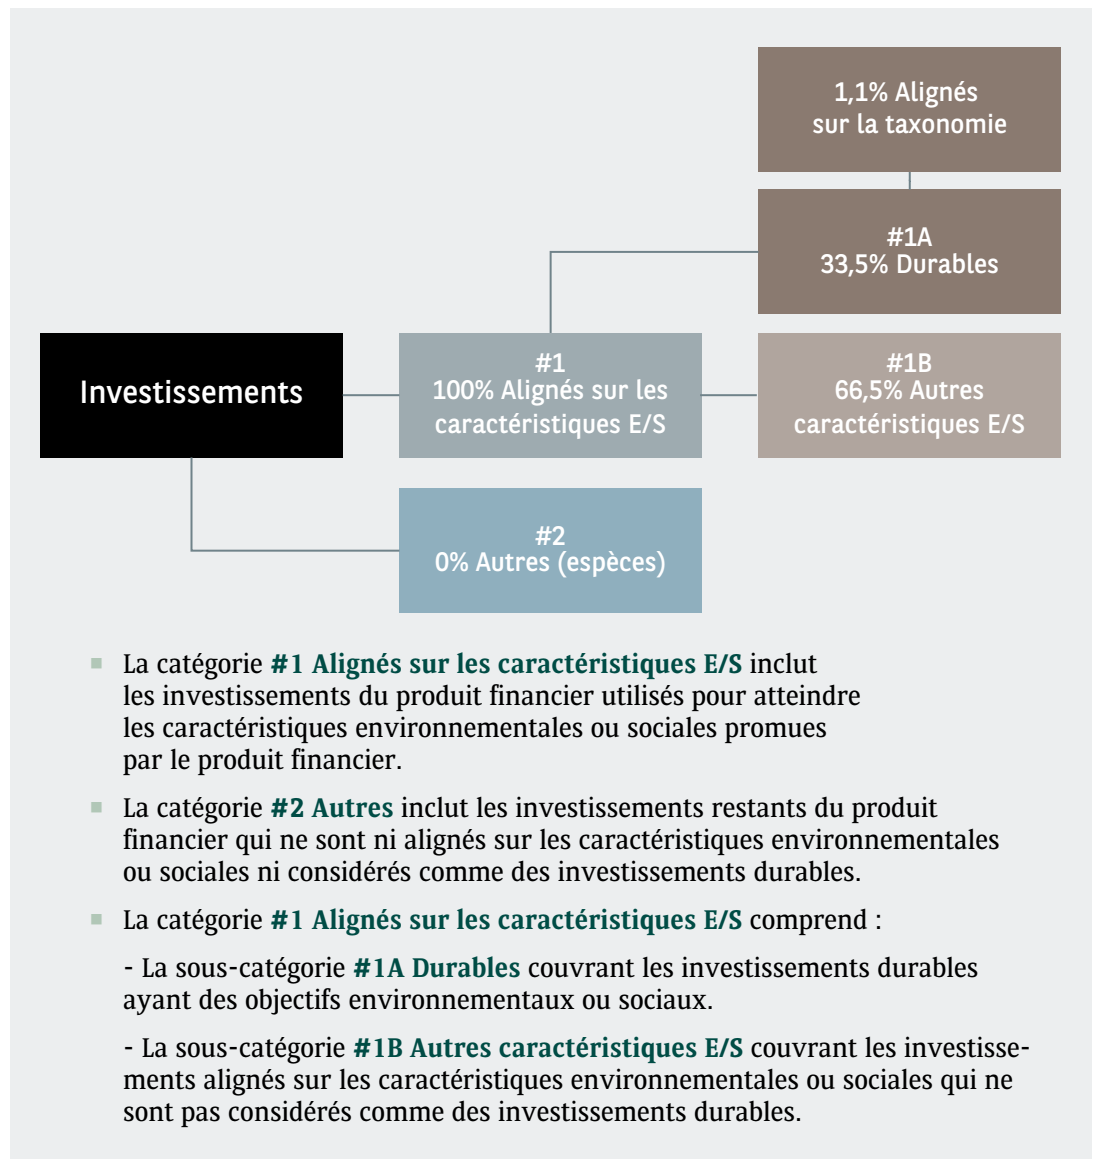 1,1% Alignés
sur la taxonomie
#1A
33,5% Durables
Investissements
#1
100% Alignés sur les
caractéristiques E/S
#1B
66,5% Autres
caractéristiques E/S
#2
0% Autres (espèces)
La catégorie #1 Alignés sur les caractéristiques E/S inclut
les investissements du produit financier utilisés pour atteindre
les caractéristiques environnementales ou sociales promues
par le produit financier.
La catégorie #2 Autres inclut les investissements restants du produit
financier qui ne sont ni alignés sur les caractéristiques environnementales
ou sociales ni considérés comme des investissements durables.
La catégorie #1 Alignés sur les caractéristiques E/S comprend :
- La sous-catégorie #1A Durables couvrant les investissements durables
ayant des objectifs environnementaux ou sociaux.
- La sous-catégorie #1B Autres caractéristiques E/S couvrant les investisse-
ments alignés sur les caractéristiques environnementales ou sociales qui ne
sont pas considérés comme des investissements durables.